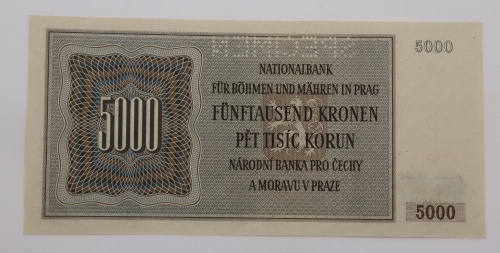 5000
NATIONALBANK
FÜR BÖHMEN UND MÄHREN IN PRAG
FÜNFTAUSEND KRONEN
PĚT TISÍC KORUN
NÁRODNÍ BANKA PRO ČECHY
A MORAVU V PRAZE
5000
5000